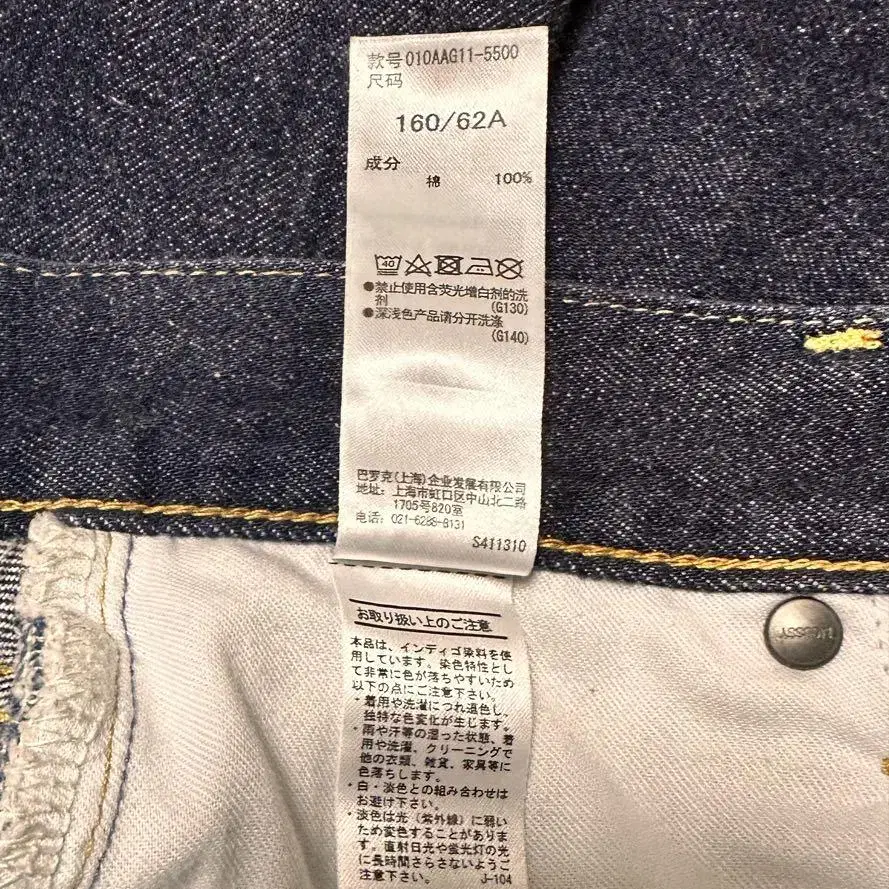 款号010AAG11-5500
尺码
160/62A
成分
棉 100%
40
●禁止使用含荧光增白剂的洗
剂 (G130)
●深浅色产品请分开洗涤
(G140)
巴罗克(上海)企业发展有限公司
地址: 上海市虹口区中山北二路
1705号820室
电话: 021-6288-8131
S411310
お取り扱い上のご注意
本品は、インディゴ染料を使
用しています。染色特性とし
て非常に色が落ちやすいため
以下の点にご注意下さい。
・着用や洗濯につれ退色し、
独特な色変化が生じます。
・雨や汗等の湿った状態、着
用や洗濯、クリーニングで
他の衣類、雑貨、家具等に
色落ちします。
・白・淡色との組み合わせは
お避け下さい。
・淡色は光(紫外線)に弱い
ため変色することがありま
す。直射日光や蛍光灯の光
に長時間さらさないようご
注意下さい。 J-104
MOUSSY